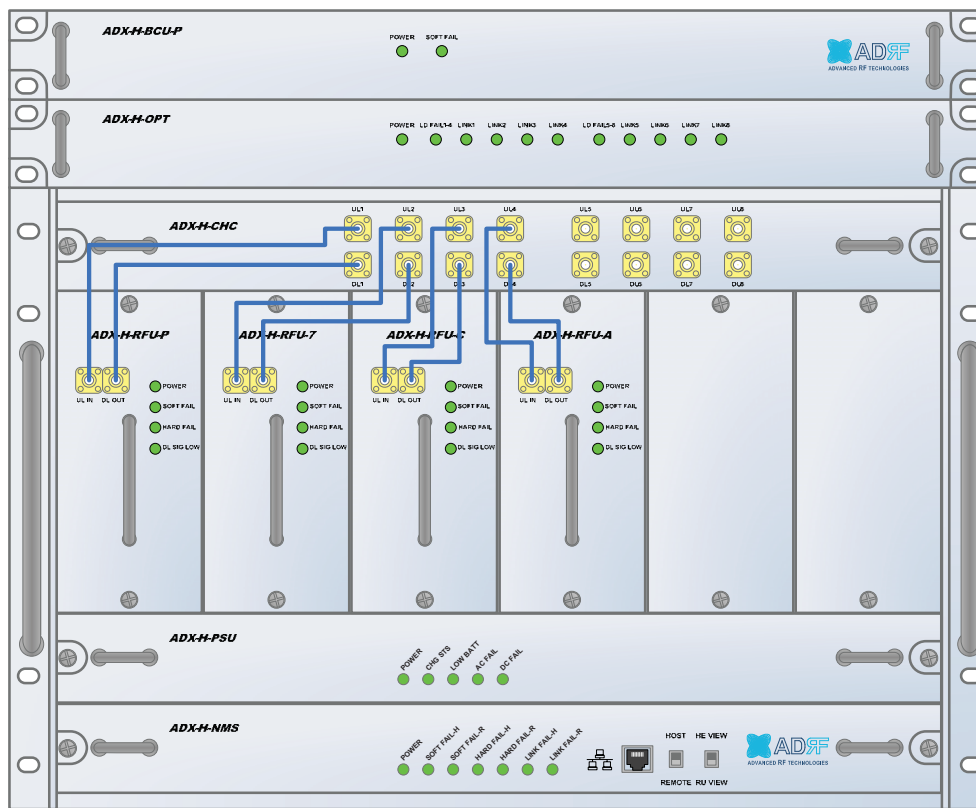 ADX-H-BCU-P
POWER SOFT FAIL
ADRF
ADVANCED RF TECHNOLOGIES
ADX-H-OPT
POWER LD FAIL1-4 LINK1 LINK2 LINK3 LINK4 LD FAIL5-8 LINK5 LINK6 LINK7 LINK8
UL1 UL2 UL3 UL4 UL5 UL6 UL7 UL8
ADX-H-CHC
DL1 DL2 DL3 DL4 DL5 DL6 DL7 DL8
ADX-H-RFU-P ADX-H-RFU-7 ADX-H-RFU-C ADX-H-RFU-A
POWER POWER POWER POWER
UL IN DL OUT UL IN DL OUT UL IN DL OUT UL IN DL OUT
SOFT FAIL SOFT FAIL SOFT FAIL SOFT FAIL
HARD FAIL HARD FAIL HARD FAIL HARD FAIL
DL SIG LOW DL SIG LOW DL SIG LOW DL SIG LOW
ADX-H-PSU
POWER CHG STS LOW BATT AC FAIL DC FAIL
ADX-H-NMS
POWER SOFT FAIL-H SOFT FAIL-R HARD FAIL-H HARD FAIL-R LINK FAIL-H LINK FAIL-R
HOST HE VIEW
REMOTE RU VIEW
ADRF
ADVANCED RF TECHNOLOGIES